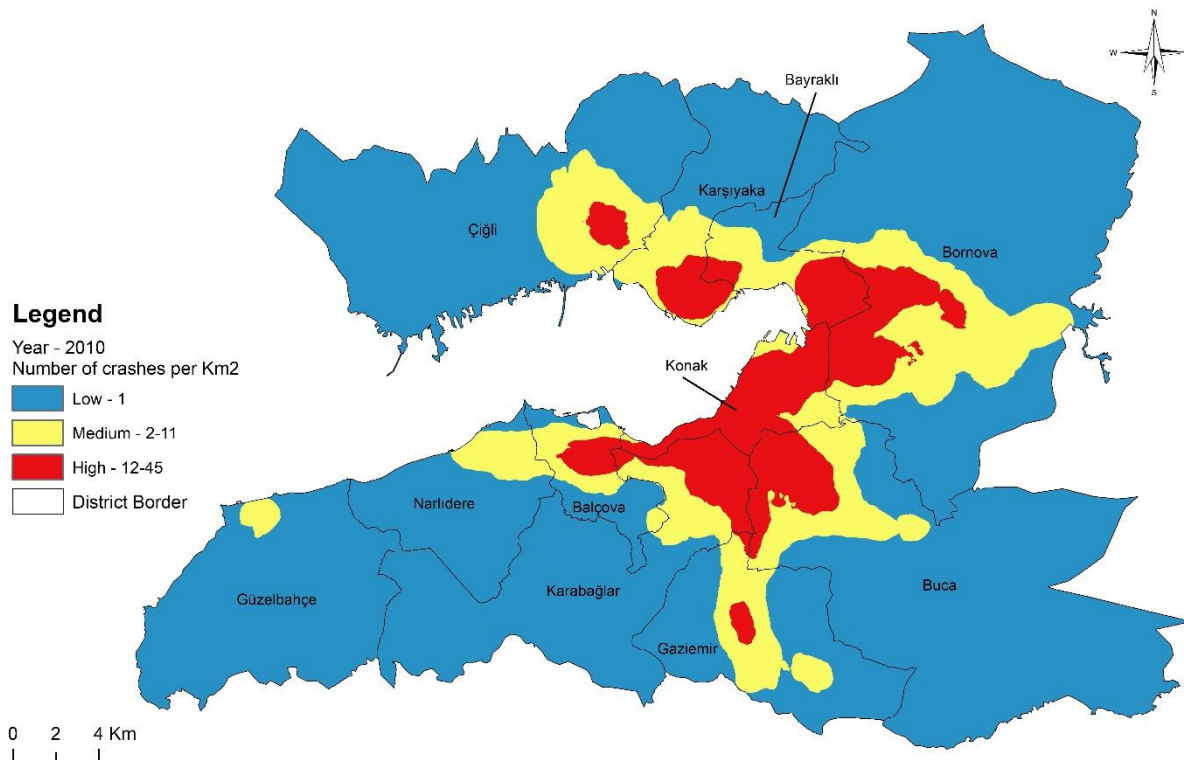 N
W
E
S
Bayraklı
Karşıyaka
Çiğli
Bornova
Legend
Year - 2010
Number of crashes per Km2
Low - 1
Medium - 2-11
High - 12-45
District Border
Konak
Narlıdere
Balçova
Güzelbahçe
Karabağlar
Buca
Gaziemir
0 2 4 Km